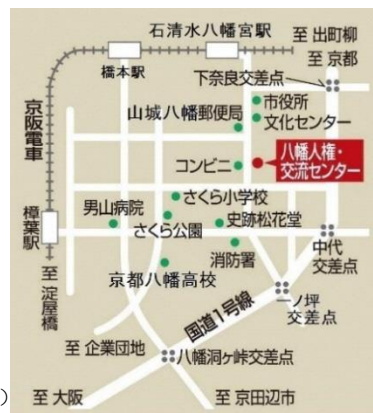 石清水八幡宮駅
至 出町柳
至 京都
橋本駅
下奈良交差点
市役所
山城八幡郵便局
文化センター
京阪電車
八幡人権・
交流センター
コンビニ
さくら小学校
男山病院
史跡松花堂
さくら公園
樟葉駅
消防署
中代
交差点
京都八幡高校
至 淀屋橋
国道1号線
一ノ坪
交差点
至 企業団地
八幡洞ヶ峠交差点
)
至 大阪
至 京田辺市